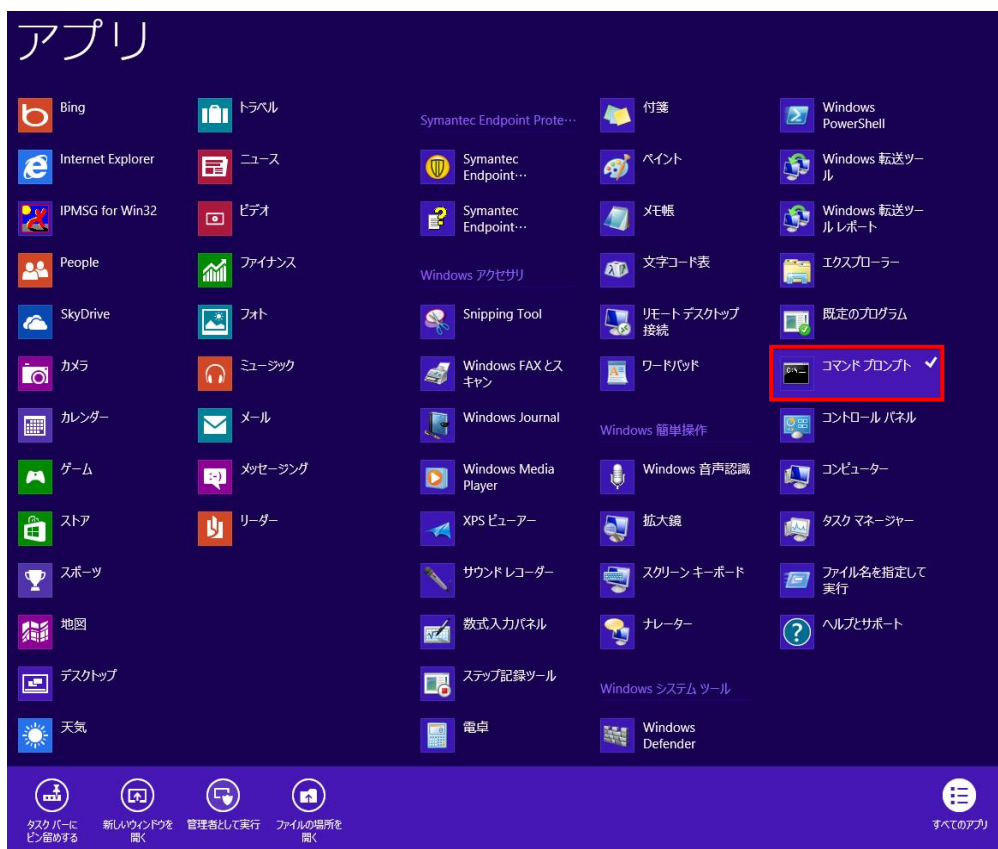 アプリ
Bing
Internet Explorer
IPMSG for Win32
People
SkyDrive
カメラ
カレンダー
ゲーム
ストア
スポーツ
地図
デスクトップ
天気
トラベル
ニュース
ビデオ
ファイナンス
フォト
ミュージック
メール
メッセージング
リーダー
Symantec Endpoint Prote…
Symantec
Endpoint…
Symantec
Endpoint…
Windows アクセサリ
Snipping Tool
Windows FAX とス
キャン
Windows Journal
Windows Media
Player
XPS ビューアー
サウンド レコーダー
数式入力パネル
ステップ記録ツール
電卓
付箋
ペイント
メモ帳
文字コード表
リモート デスクトップ
接続
ワードパッド
Windows 簡単操作
Windows 音声認識
拡大鏡
スクリーン キーボード
ナレーター
Windows システム ツール
Windows
Defender
Windows
PowerShell
Windows 転送ツー
ル
Windows 転送ツー
ル レポート
エクスプローラー
既定のプログラム
コマンド プロンプト
コントロール パネル
コンピューター
タスク マネージャー
ファイル名を指定して
実行
ヘルプとサポート
タスク バーに
ピン留めする
新しいウィンドウを
開く
管理者として実行
ファイルの場所を
開く
すべてのアプリ